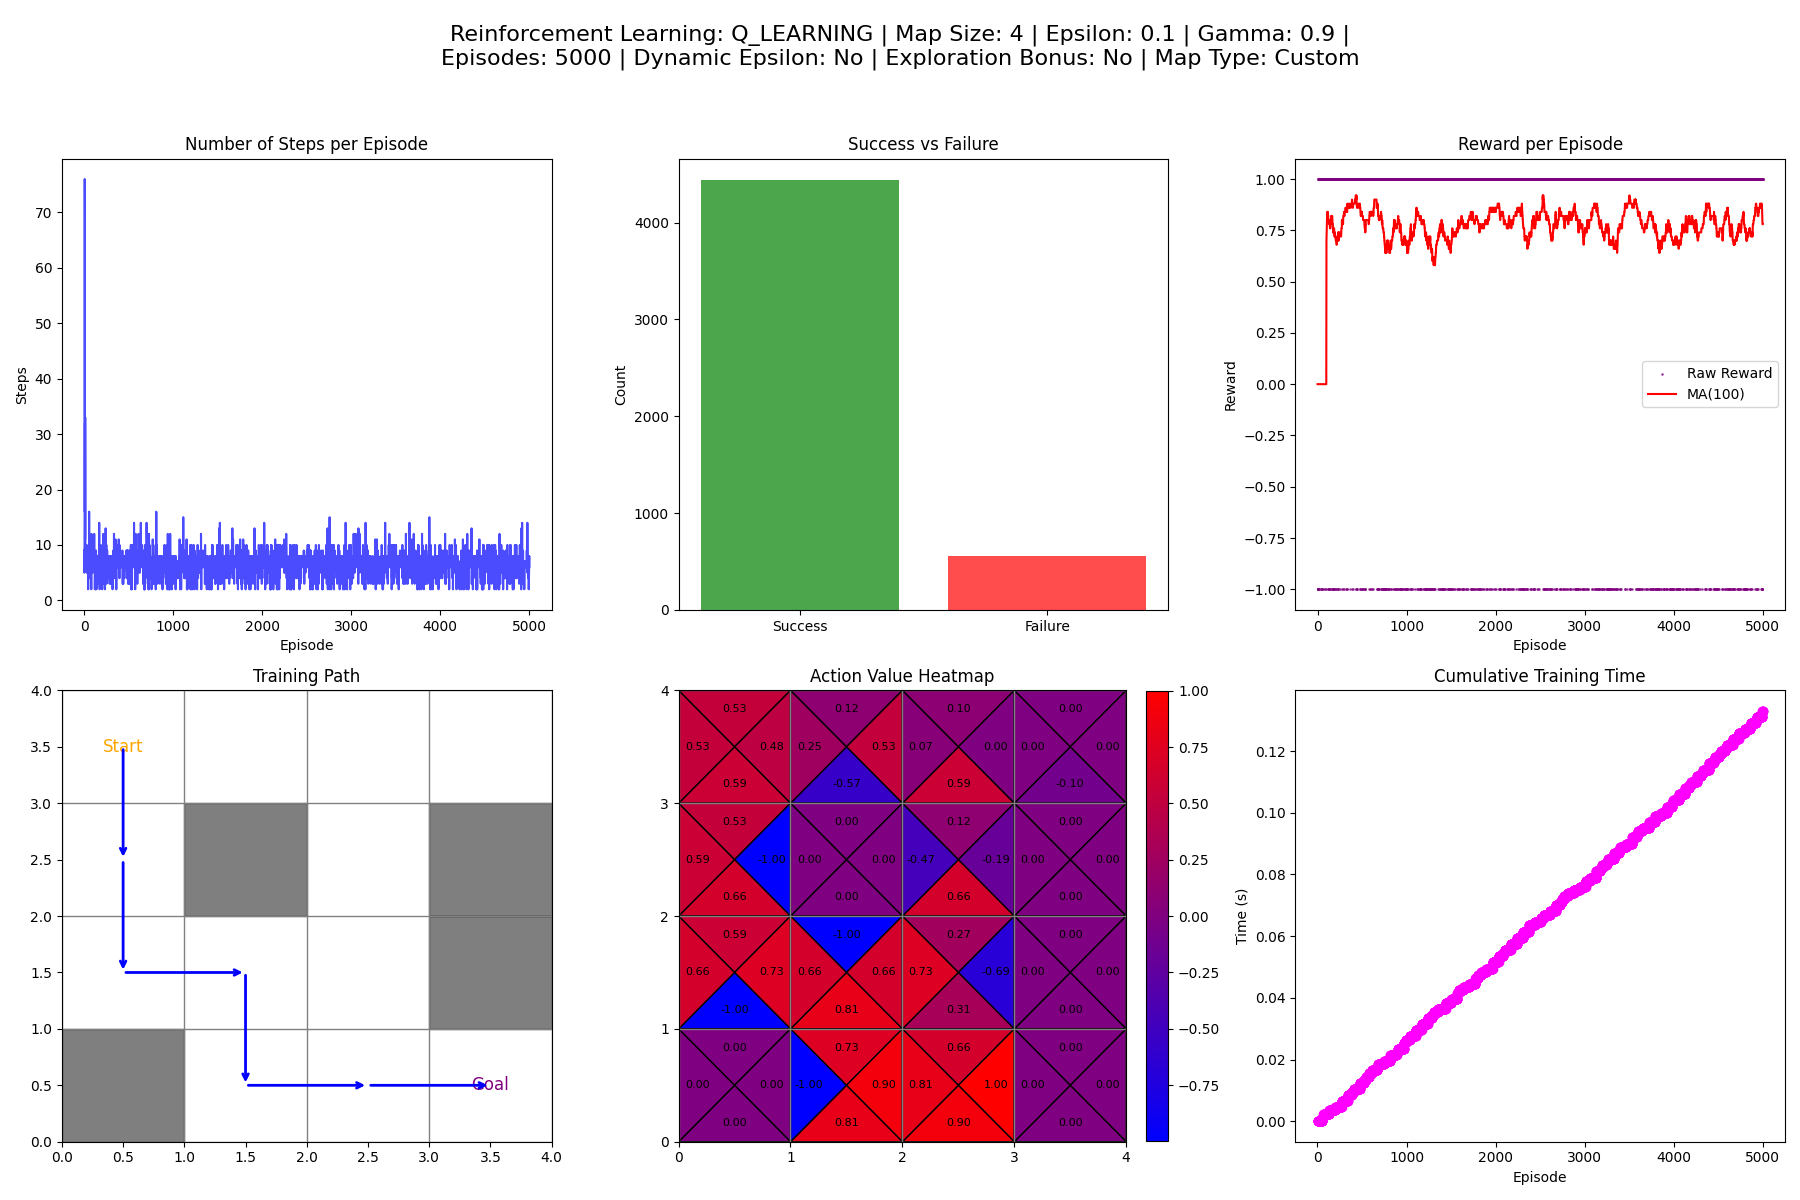 Reinforcement Learning: Q_LEARNING | Map Size: 4 | Epsilon: 0.1 | Gamma: 0.9 |
Episodes: 5000 | Dynamic Epsilon: No | Exploration Bonus: No | Map Type: Custom
Number of Steps per Episode
70
60
50
40
30
20
10
0
Steps
0 1000 2000 3000 4000 5000
Episode
Success vs Failure
4000
3000
2000
1000
0
Count
Success Failure
Reward per Episode
1.00
0.75
0.50
0.25
0.00
−0.25
−0.50
−0.75
−1.00
Reward
Raw Reward
MA(100)
0 1000 2000 3000 4000 5000
Episode
Training Path
4.0
3.5
3.0
2.5
2.0
1.5
1.0
0.5
0.0
Start
Goal
0.0 0.5 1.0 1.5 2.0 2.5 3.0 3.5 4.0
Action Value Heatmap
4
3
2
1
0
0.53 0.12 0.10 0.00
0.53 0.48 0.25 0.53 0.07 0.00 0.00 0.00
0.59 -0.57 0.59 -0.10
0.53 0.00 0.12 0.00
0.59 -1.00 0.00 0.00 -0.47 -0.19 0.00 0.00
0.66 0.00 0.66 0.00
0.59 -1.00 0.27 0.00
0.66 0.73 0.66 0.66 0.73 -0.69 0.00 0.00
-1.00 0.81 0.31 0.00
0.00 0.73 0.66 0.00
0.00 0.00 -1.00 0.90 0.81 1.00 0.00 0.00
0.00 0.81 0.90 0.00
0 1 2 3 4
1.00
0.75
0.50
0.25
0.00
−0.25
−0.50
−0.75
Cumulative Training Time
0.12
0.10
0.08
0.06
0.04
0.02
0.00
Time (s)
0 1000 2000 3000 4000 5000
Episode